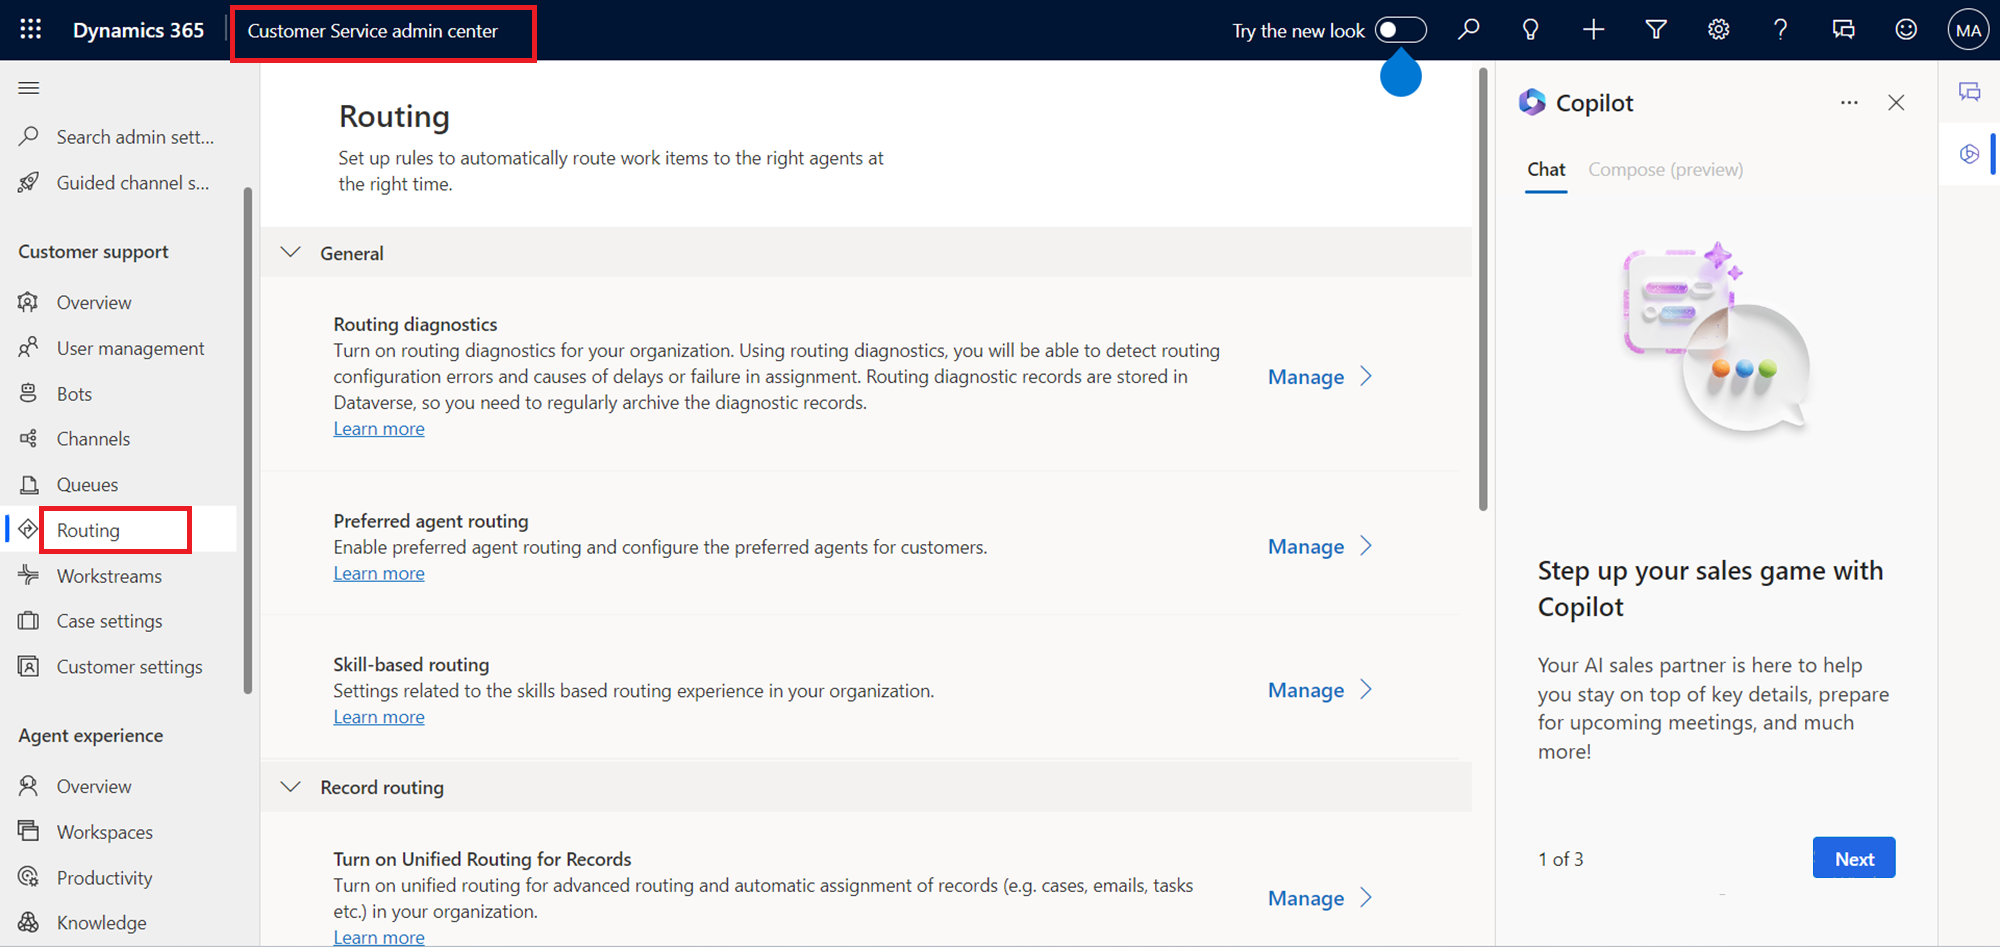 Dynamics 365
Customer Service admin center
Try the new look
MA
Search admin sett...
Guided channel s...
Customer support
Overview
User management
Bots
Channels
Queues
Routing
Workstreams
Case settings
Customer settings
Agent experience
Overview
Workspaces
Productivity
Knowledge
Routing
Set up rules to automatically route work items to the right agents at
the right time.
General
Routing diagnostics
Turn on routing diagnostics for your organization. Using routing diagnostics, you will be able to detect routing
configuration errors and causes of delays or failure in assignment. Routing diagnostic records are stored in
Dataverse, so you need to regularly archive the diagnostic records.
Learn more
Manage
Preferred agent routing
Enable preferred agent routing and configure the preferred agents for customers.
Learn more
Manage
Skill-based routing
Settings related to the skills based routing experience in your organization.
Learn more
Manage
Record routing
Turn on Unified Routing for Records
Turn on unified routing for advanced routing and automatic assignment of records (e.g. cases, emails, tasks
etc.) in your organization.
Learn more
Manage
Copilot
Chat
Compose (preview)
Step up your sales game with
Copilot
Your AI sales partner is here to help
you stay on top of key details, prepare
for upcoming meetings, and much
more!
1 of 3
Next